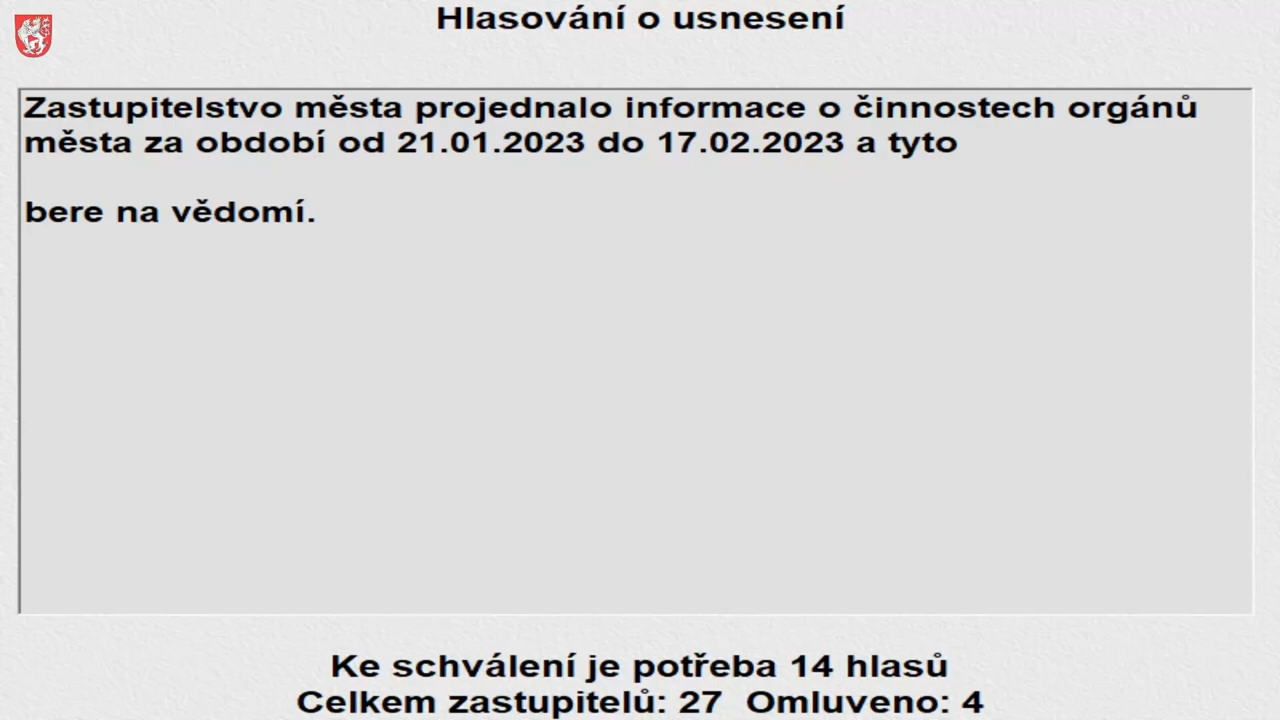 Hlasování o usnesení
Zastupitelstvo města projednalo informace o činnostech orgánů
města za období od 21.01.2023 do 17.02.2023 a tyto
bere na vědomí.
Ke schválení je potřeba 14 hlasů
Celkem zastupitelů: 27 Omluveno: 4